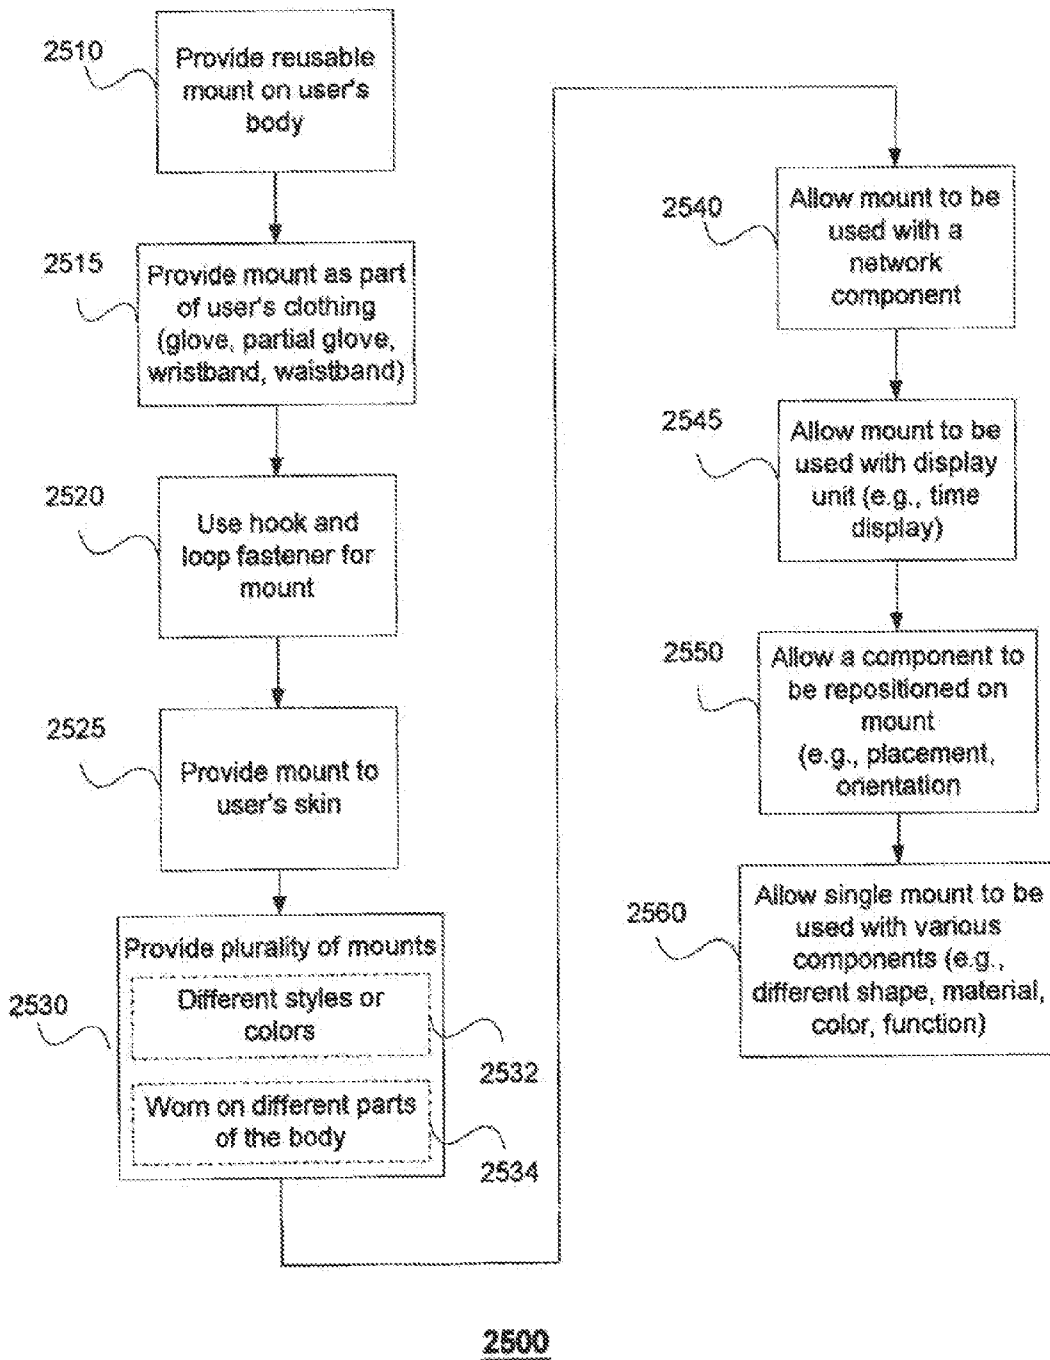 2510
Provide reusable
mount on user's
body
2515
Provide mount as part
of user's clothing
(glove, partial glove,
wristband, waistband)
2520
Use hook and
loop fastener for
mount
2525
Provide mount to
user's skin
2530
Provide plurality of mounts
Different styles or
colors
2532
Worn on different parts
of the body
2534
2540
Allow mount to be
used with a
network
component
2545
Allow mount to be
used with display
unit (e.g., time
display)
2550
Allow a component to
be repositioned on
mount
(e.g., placement,
orientation
2560
Allow single mount to be
used with various
components (e.g.,
different shape, material,
color, function)
2500